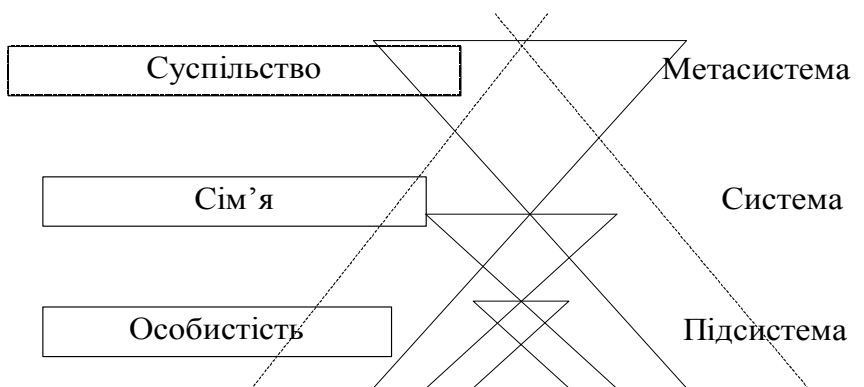 Суспільство Метасистема
Сім’я Система
Особистість Підсистема